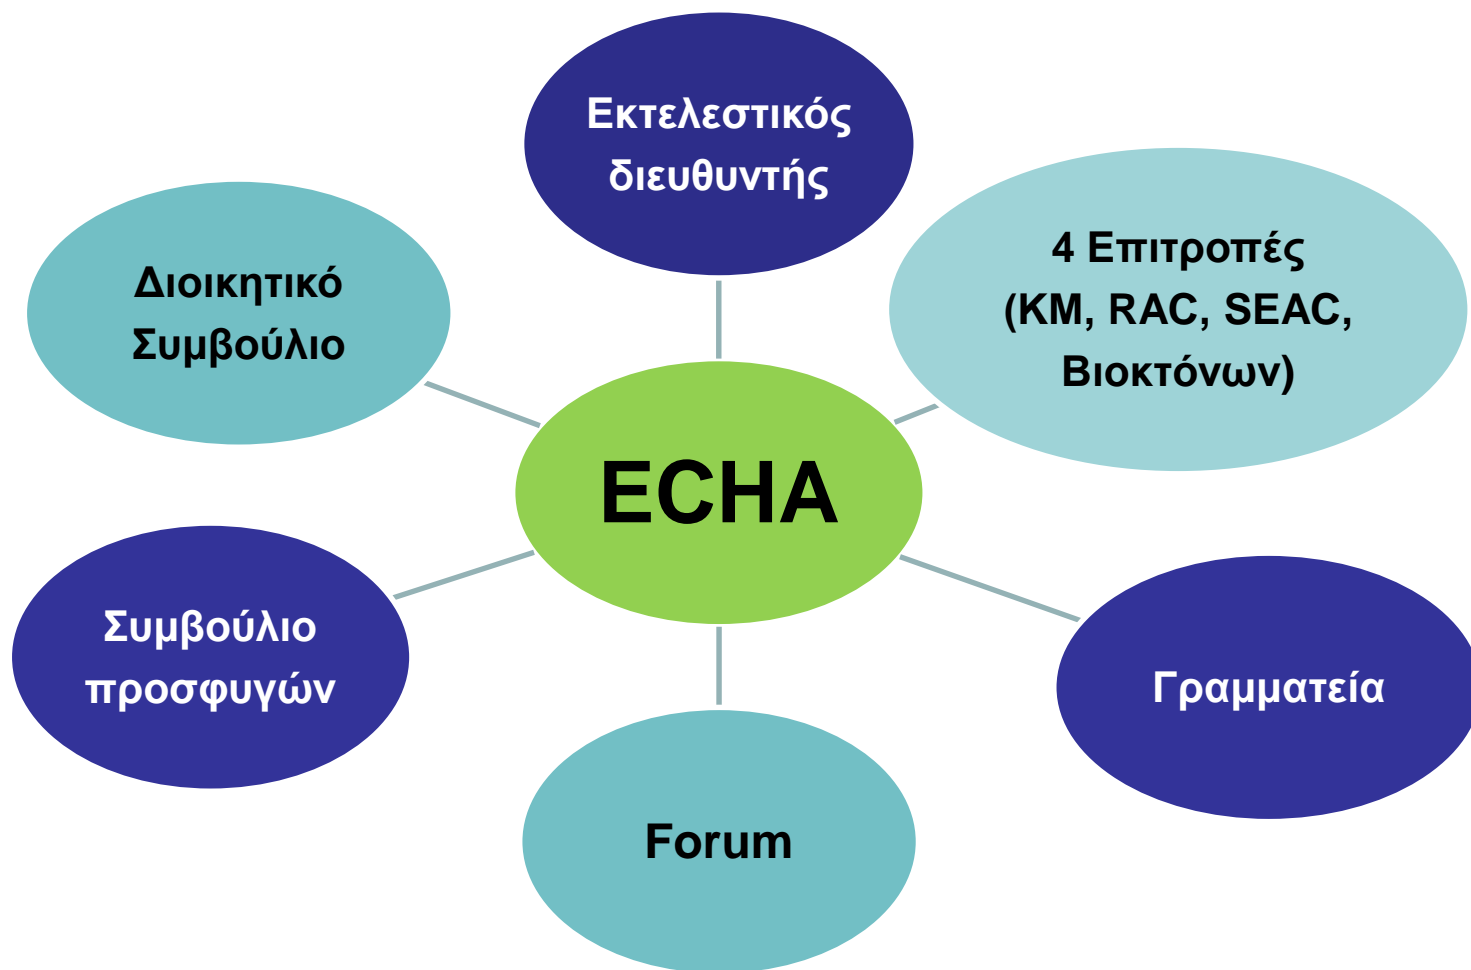 Εκτελεστικός
διευθυντής
4 Επιτροπές
(ΚΜ, RAC, SEAC,
Βιοκτόνων)
Διοικητικό
Συμβούλιο
ECHA
Συμβούλιο
προσφυγών
Γραμματεία
Forum